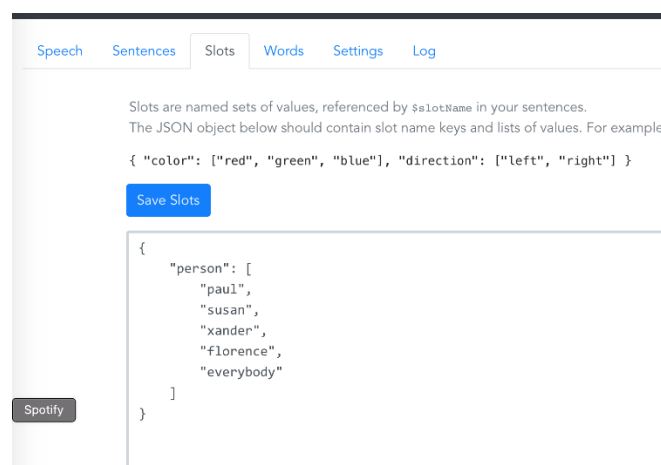 Speech Sentences Slots Words Settings Log
Slots are named sets of values, referenced by $slotName in your sentences.
The JSON object below should contain slot name keys and lists of values. For example
{ "color": ["red", "green", "blue"], "direction": ["left", "right"] }
Save Slots
{
"person": [
"paul",
"susan",
"xander",
"florence",
"everybody"
]
Spotify
}